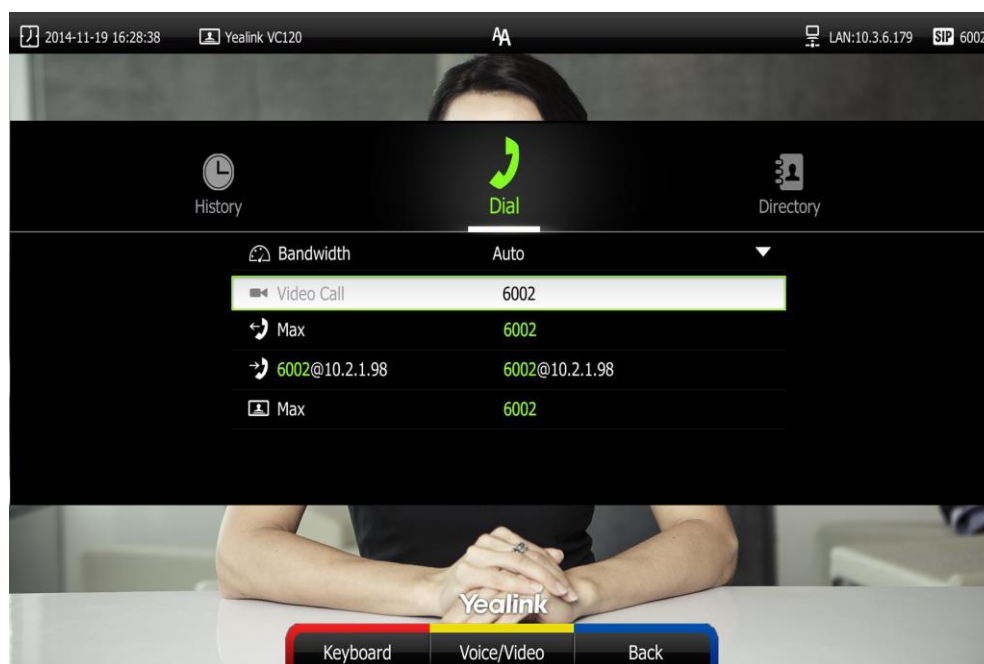 2014-11-19 16:28:38 Yealink VC120 AA LAN:10.3.6.179 SIP 6002
History Dial Directory
Bandwidth Auto
Video Call 6002
Max 6002
6002@10.2.1.98 6002@10.2.1.98
Max 6002
Yealink
Keyboard Voice/Video Back